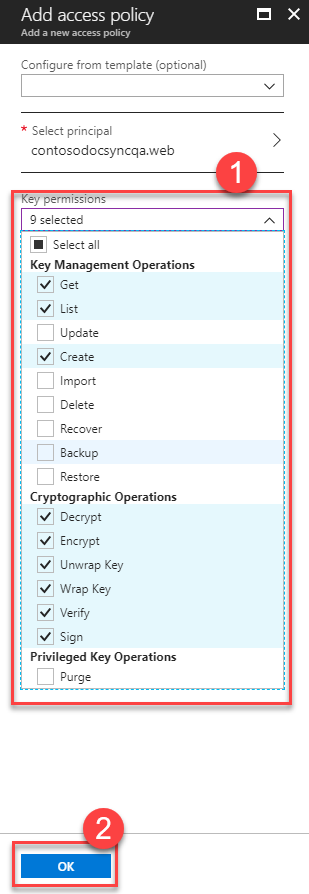 Add access policy
Add a new access policy
Configure from template (optional)
* Select principal
contosodocsyncqa.web
1
Key permissions
9 selected
Select all
Key Management Operations
Get
List
Update
Create
Import
Delete
Recover
Backup
Restore
Cryptographic Operations
Decrypt
Encrypt
Unwrap Key
Wrap Key
Verify
Sign
Privileged Key Operations
Purge
2
OK